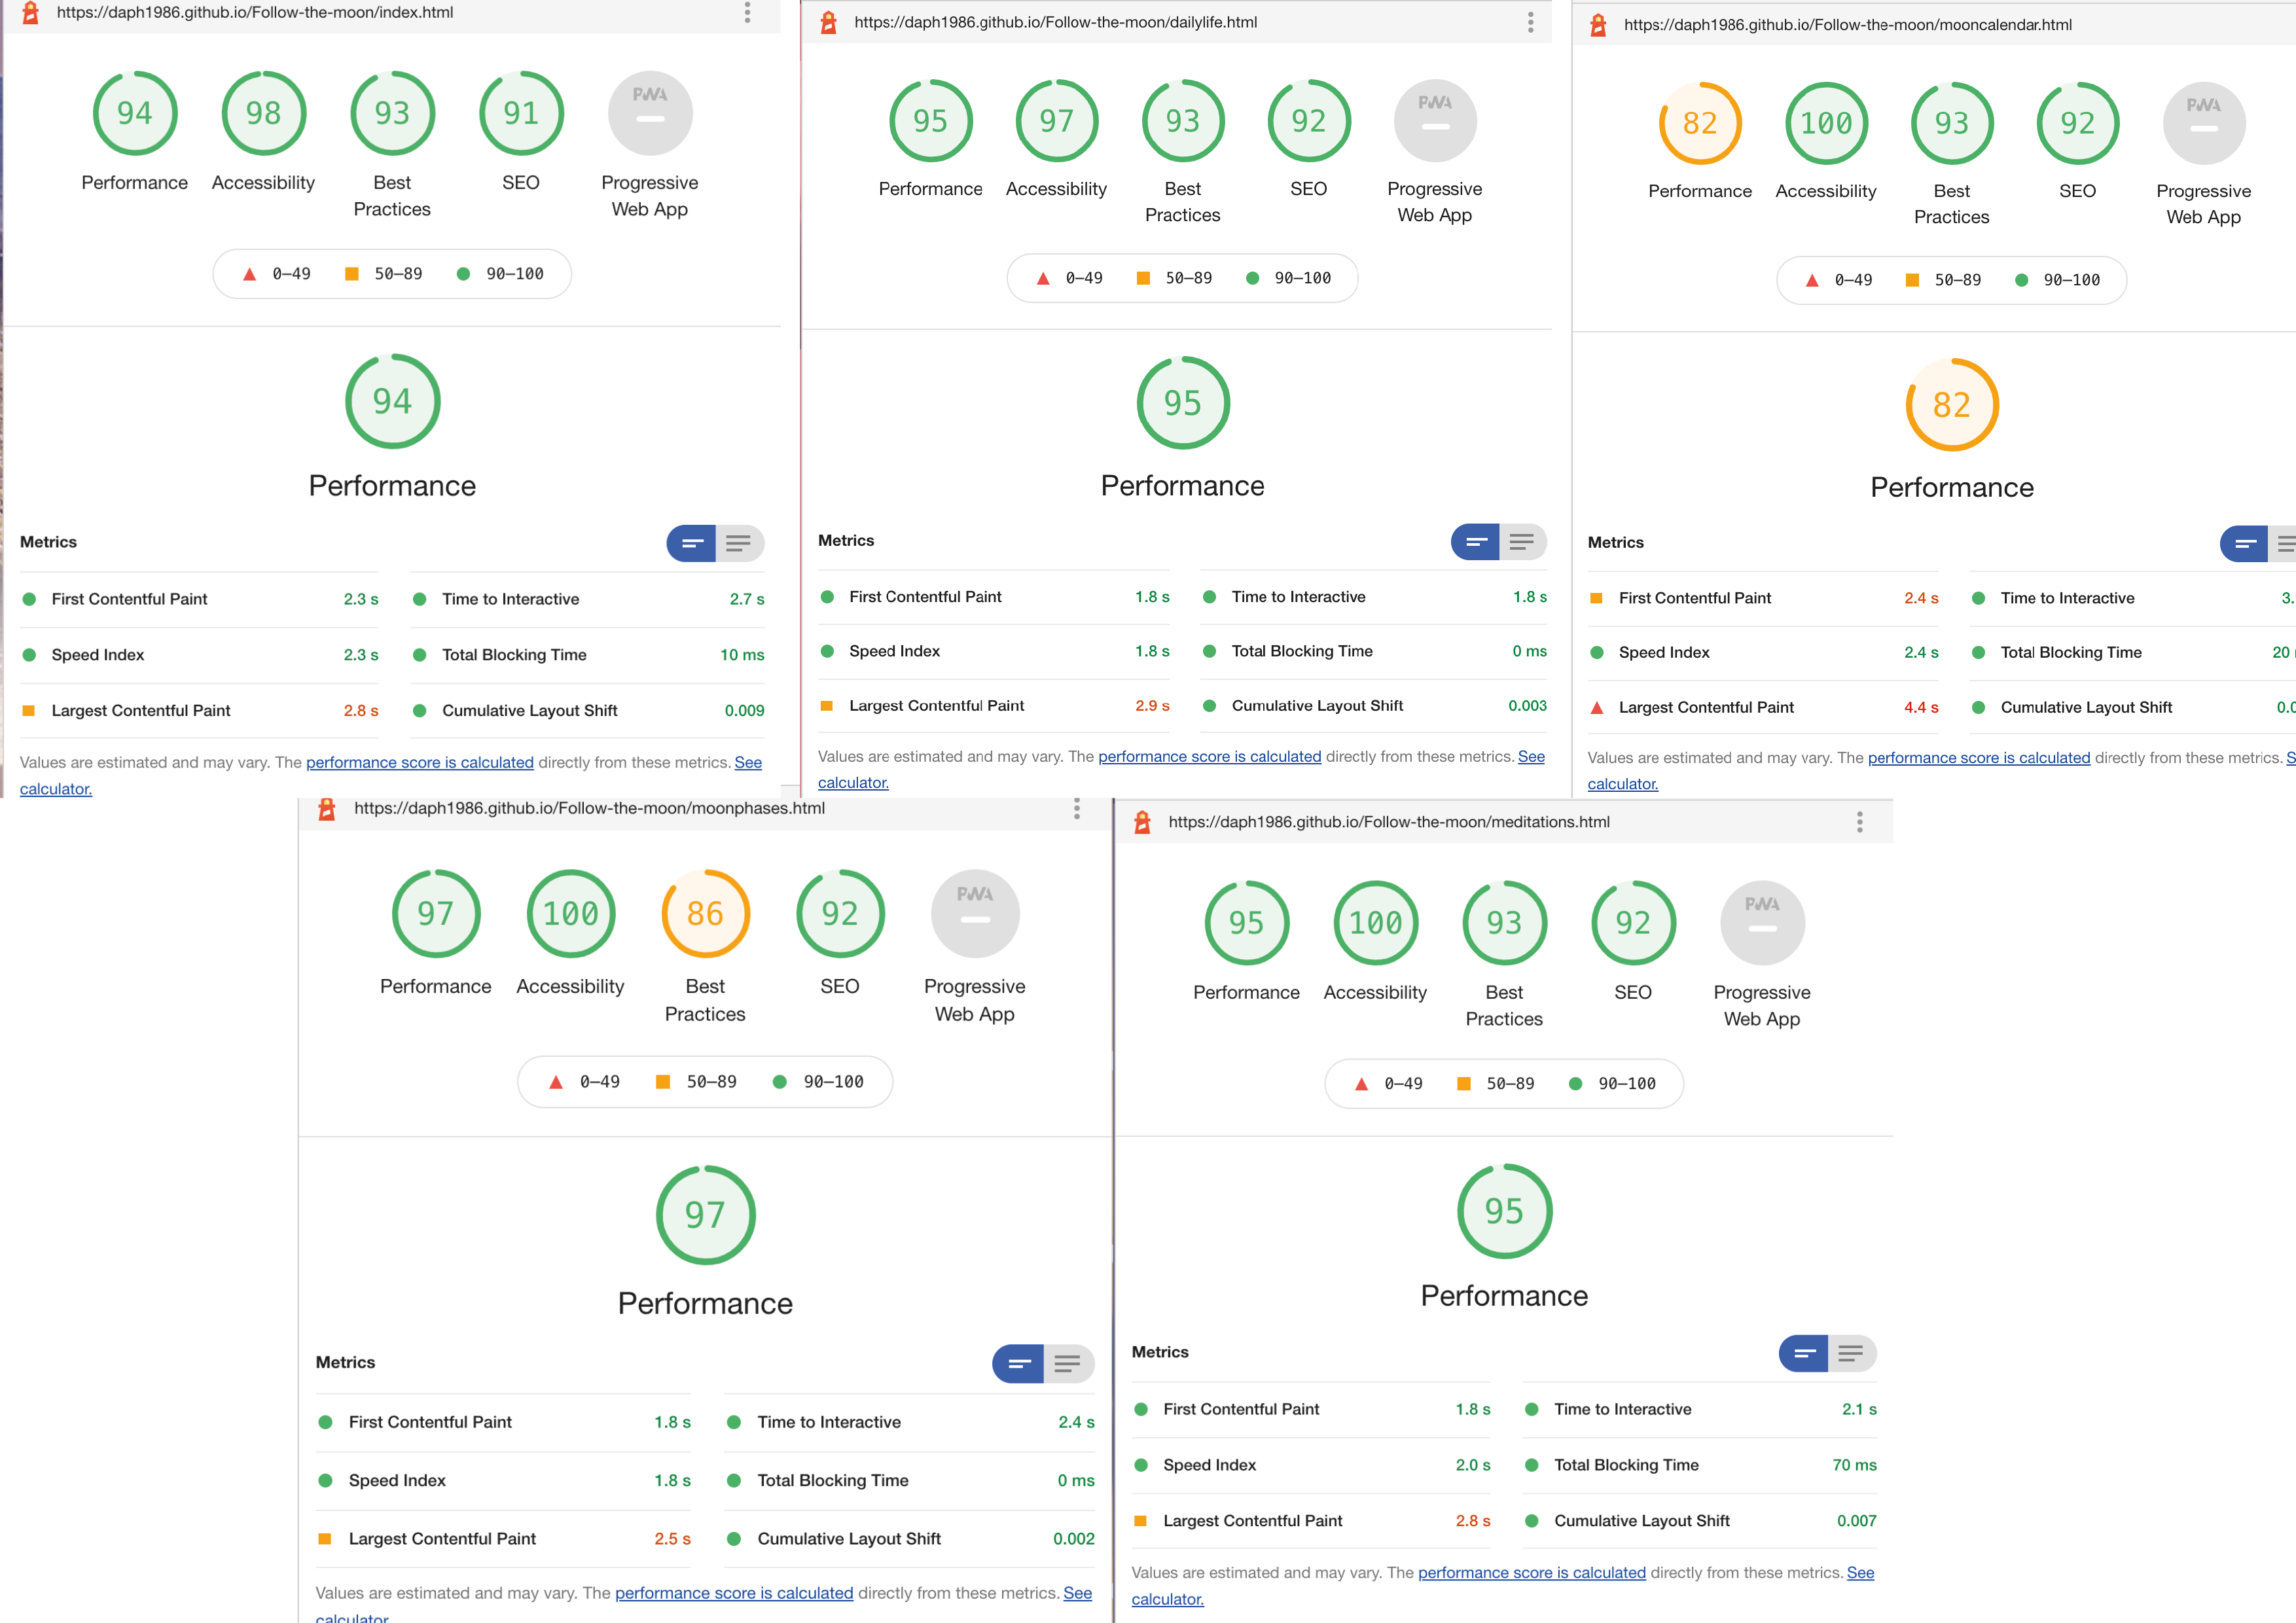 https://daph1986.github.io/Follow-the-moon/index.html
94 98 93 91 PWA
Performance Accessibility Best Practices SEO Progressive Web App
0–49 50–89 90–100
94
Performance
Metrics
First Contentful Paint 2.3 s Time to Interactive 2.7 s
Speed Index 2.3 s Total Blocking Time 10 ms
Largest Contentful Paint 2.8 s Cumulative Layout Shift 0.009
Values are estimated and may vary. The performance score is calculated directly from these metrics. See
calculator.
https://daph1986.github.io/Follow-the-moon/dailylife.html
95 97 93 92 PWA
Performance Accessibility Best Practices SEO Progressive Web App
0–49 50–89 90–100
95
Performance
Metrics
First Contentful Paint 1.8 s Time to Interactive 1.8 s
Speed Index 1.8 s Total Blocking Time 0 ms
Largest Contentful Paint 2.9 s Cumulative Layout Shift 0.003
Values are estimated and may vary. The performance score is calculated directly from these metrics. See
calculator.
https://daph1986.github.io/Follow-the-moon/mooncalendar.html
82 100 93 92 PWA
Performance Accessibility Best Practices SEO Progressive Web App
0–49 50–89 90–100
82
Performance
Metrics
First Contentful Paint 2.4 s Time to Interactive 3.
Speed Index 2.4 s Total Blocking Time 20
Largest Contentful Paint 4.4 s Cumulative Layout Shift 0.0
Values are estimated and may vary. The performance score is calculated directly from these metrics. S
calculator.
https://daph1986.github.io/Follow-the-moon/moonphases.html
97 100 86 92 PWA
Performance Accessibility Best Practices SEO Progressive Web App
0–49 50–89 90–100
97
Performance
Metrics
First Contentful Paint 1.8 s Time to Interactive 2.4 s
Speed Index 1.8 s Total Blocking Time 0 ms
Largest Contentful Paint 2.5 s Cumulative Layout Shift 0.002
Values are estimated and may vary. The performance score is calculated directly from these metrics. See
calculator
https://daph1986.github.io/Follow-the-moon/meditations.html
95 100 93 92 PWA
Performance Accessibility Best Practices SEO Progressive Web App
0–49 50–89 90–100
95
Performance
Metrics
First Contentful Paint 1.8 s Time to Interactive 2.1 s
Speed Index 2.0 s Total Blocking Time 70 ms
Largest Contentful Paint 2.8 s Cumulative Layout Shift 0.007
Values are estimated and may vary. The performance score is calculated directly from these metrics. See
calculator.